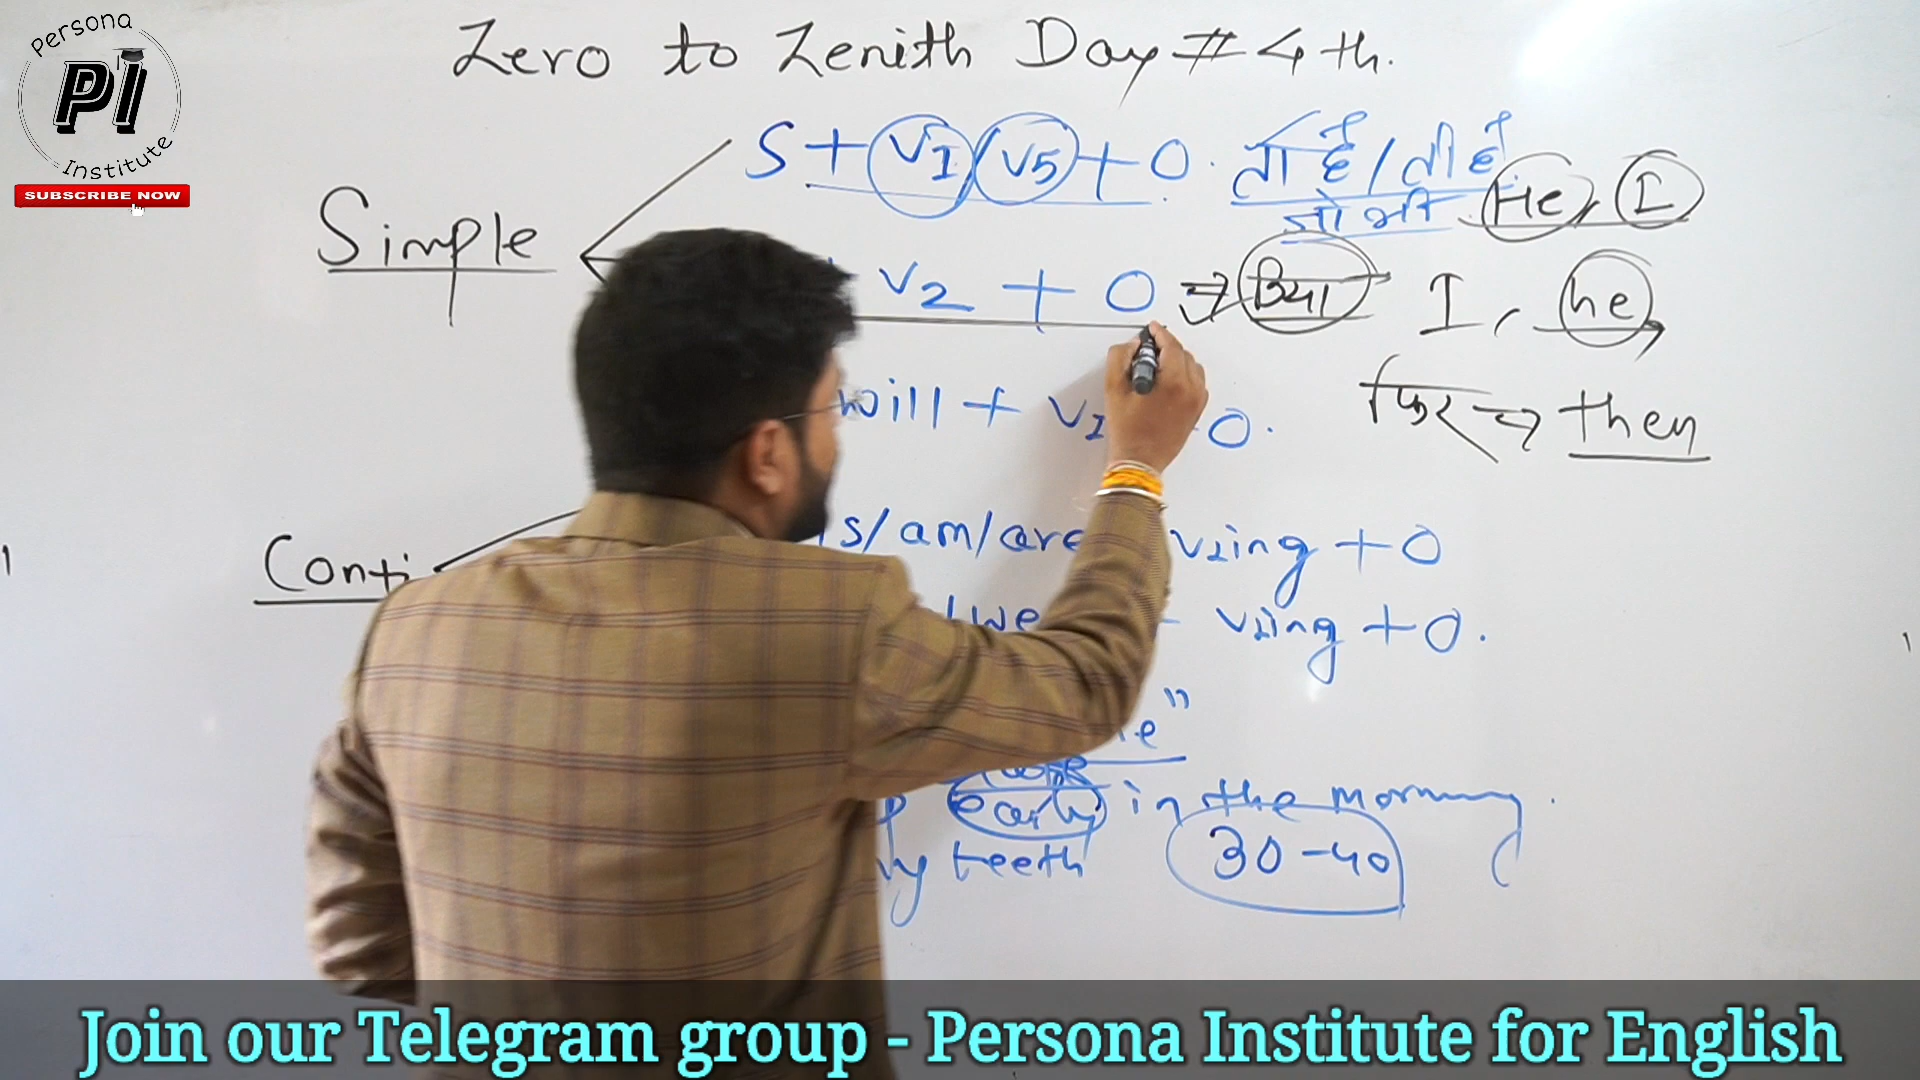 Persona
PI
Institute
SUBSCRIBE NOW
Zero to Zenith Day # 4th.
Simple
S + V1 / V5 + O. ता है / ती है
जो भी He, I
V2 + O ⇒ किया I, he,
will + V1 O.
फिर ⇒ then
Conti
s/am/are V1ing + O
/we V1ing + O.
e"
early in the morning.
my teeth 30-40
Join our Telegram group - Persona Institute for English